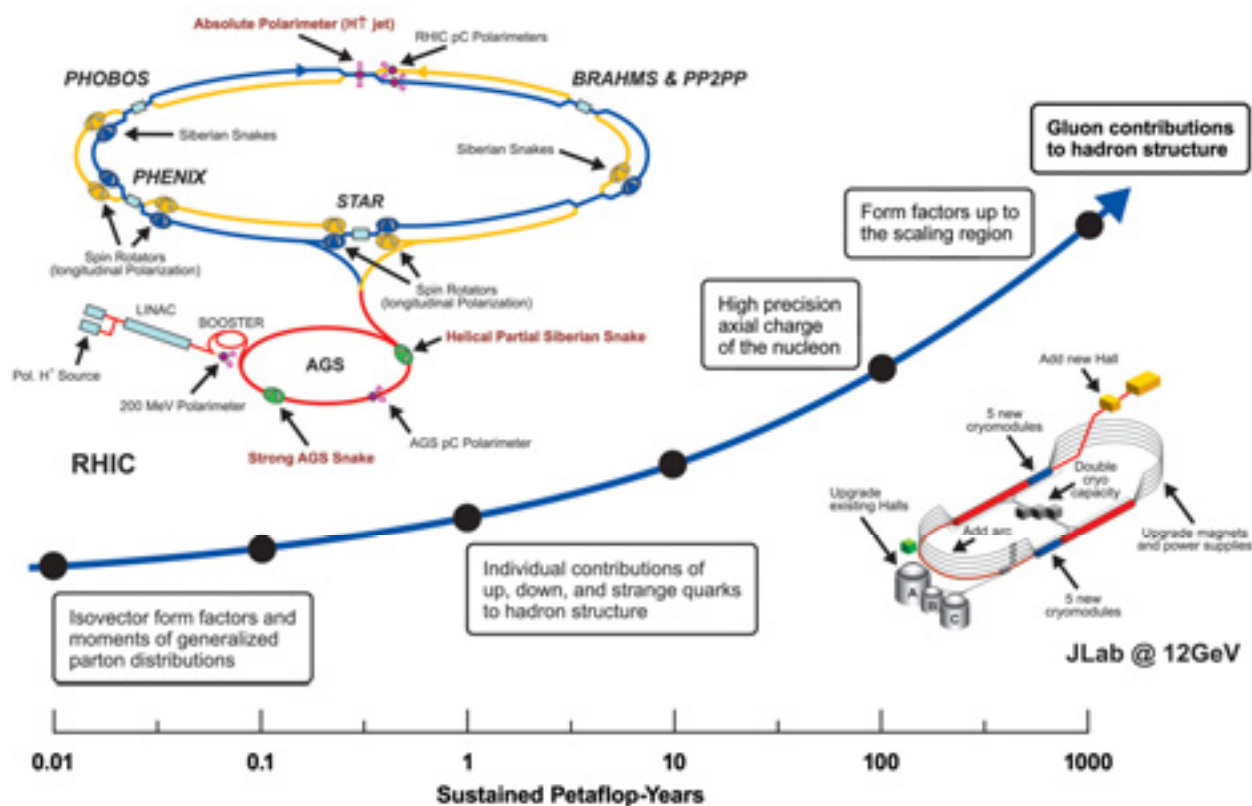 Absolute Polarimeter (H↑ jet)
RHIC pC Polarimeters
PHOBOS
BRAHMS & PP2PP
Siberian Snakes
Siberian Snakes
PHENIX
STAR
Spin Rotators
(longitudinal Polarization)
Spin Rotators
(longitudinal Polarization)
LINAC
BOOSTER
Pol. H⁻ Source
200 MeV Polarimeter
AGS
Helical Partial Siberian Snake
AGS pC Polarimeter
Strong AGS Snake
RHIC
Gluon contributions
to hadron structure
Form factors up to
the scaling region
High precision
axial charge
of the nucleon
Individual contributions of
up, down, and strange quarks
to hadron structure
Isovector form factors and
moments of generalized
parton distributions
Add new Hall
5 new
cryomodules
Double
cryo
capacity
Upgrade
existing Halls
Add arc
Upgrade magnets
and power supplies
5 new
cryomodules
A
B
C
JLab @ 12GeV
0.01 0.1 1 10 100 1000
Sustained Petaflop-Years